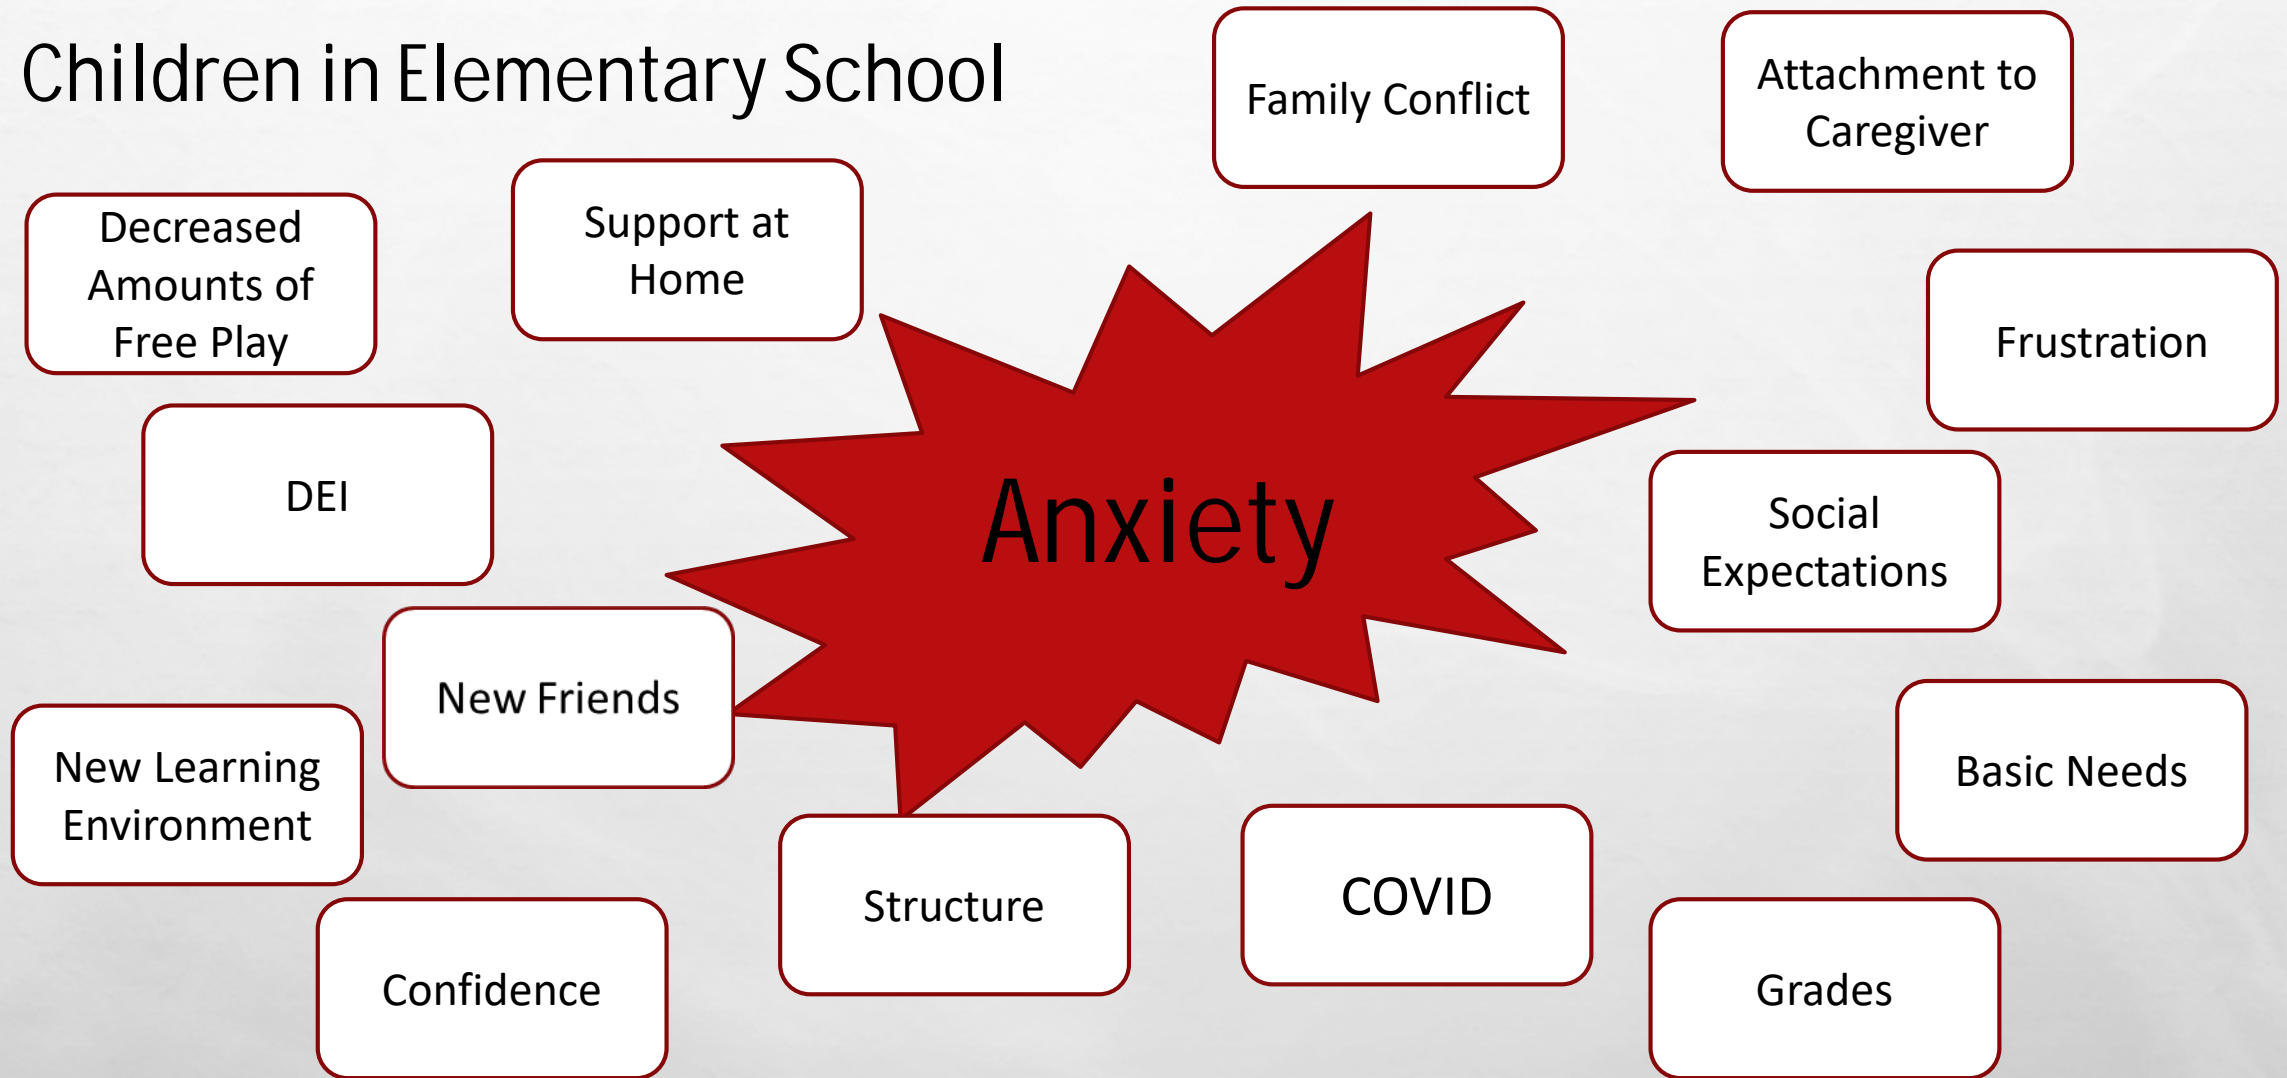 Children in Elementary School
Family Conflict
Attachment to
Caregiver
Decreased
Amounts of
Free Play
Support at
Home
Frustration
DEI
Anxiety
Social
Expectations
New Friends
New Learning
Environment
Basic Needs
Structure
COVID
Confidence
Grades